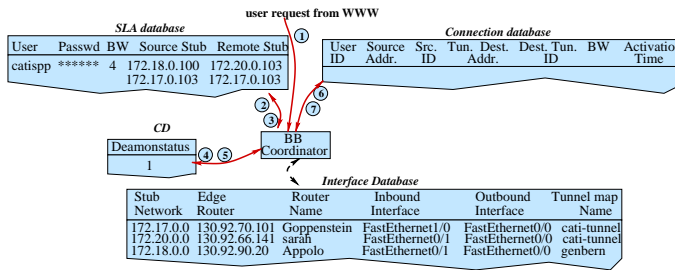 user request from WWW
SLA database
User Passwd BW Source Stub Remote Stub
catispp ****** 4 172.18.0.100 172.20.0.103
172.17.0.103 172.17.0.103
Connection database
User ID Source Addr. Src. ID Tun. Dest. Addr. Dest. Tun. ID BW Activation Time
1
2
3
6
7
CD
Deamonstatus
1
4 5
BB
Coordinator
Interface Database
Stub Network Edge Router Router Name Inbound Interface Outbound Interface Tunnel map Name
172.17.0.0 130.92.70.101 Goppenstein FastEthernet1/0 FastEthernet0/0 cati-tunnel
172.20.0.0 130.92.66.141 sarah FastEthernet0/1 FastEthernet0/0 cati-tunnel
172.18.0.0 130.92.90.20 Appolo FastEthernet0/1 FastEthernet0/0 genbern